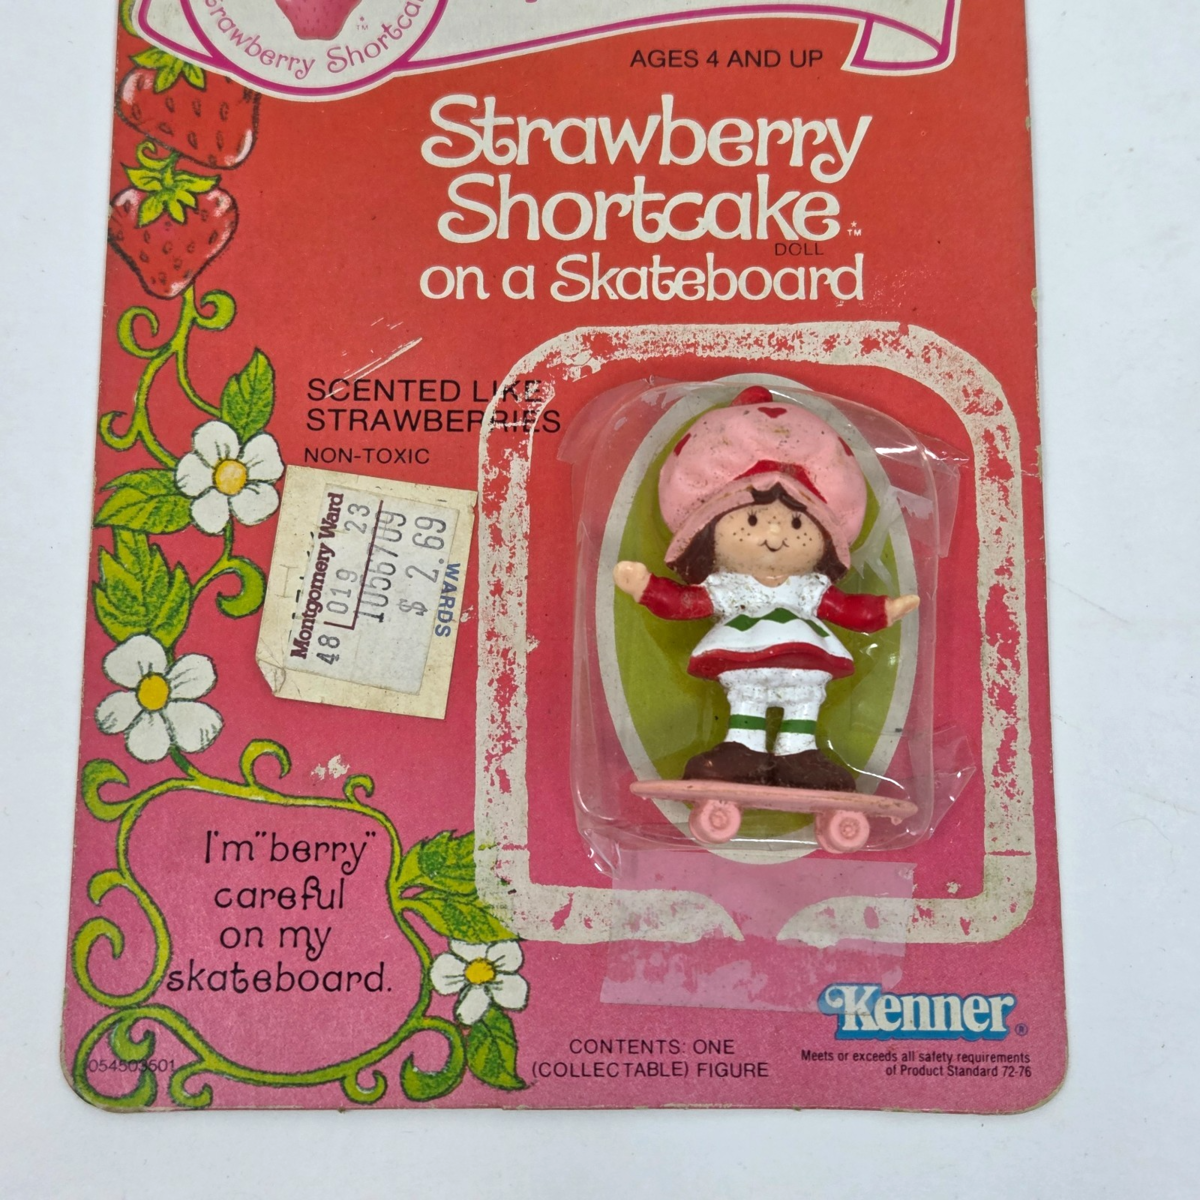 Strawberry Shortcake
AGES 4 AND UP
Strawberry
Shortcake™
DOLL
on a Skateboard
SCENTED LIKE
STRAWBERRIES
NON-TOXIC
Montgomery Ward
48 019 23
1056709
$ 2.69
WARDS
I'm "berry"
careful
on my
skateboard.
Kenner®
CONTENTS: ONE
(COLLECTABLE) FIGURE
Meets or exceeds all safety requirements
of Product Standard 72-76
054503501